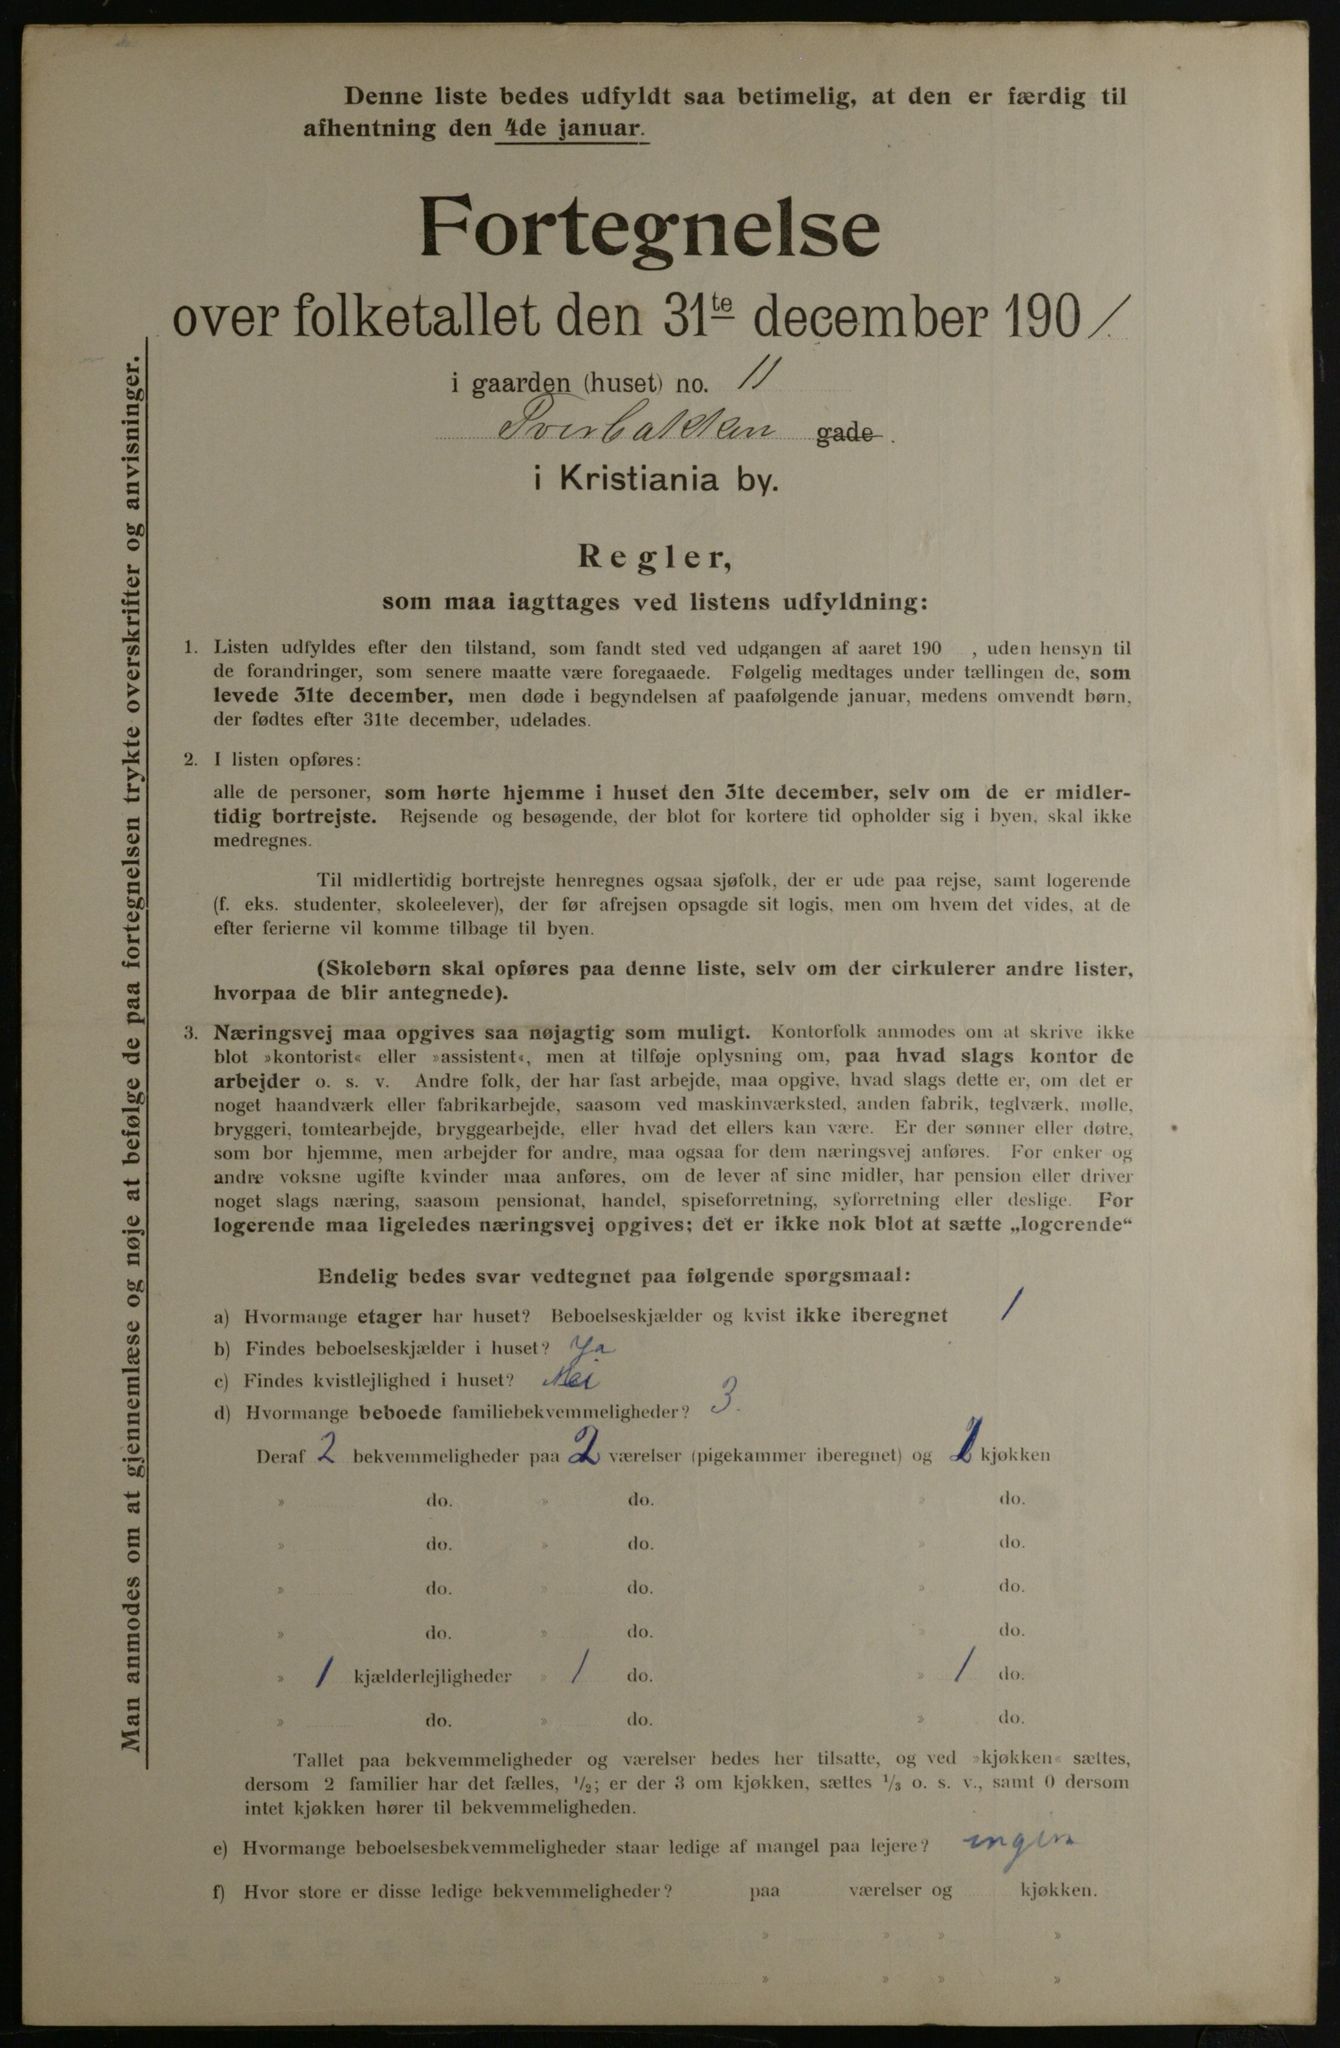 Denne liste bedes udfyldt saa betimelig, at den er færdig til
afhentning den 4de januar.
Fortegnelse
over folketallet den 31te december 1901
i gaarden (huset) no. 11
Tverbakken gade.
i Kristiania by.
Regler,
som maa iagttages ved listens udfyldning:
1. Listen udfyldes efter den tilstand, som fandt sted ved udgangen af aaret 190 , uden hensyn til
de forandringer, som senere maatte være foregaaede. Følgelig medtages under tællingen de, som
levede 31te december, men døde i begyndelsen af paafølgende januar, medens omvendt børn,
der fødtes efter 31te december, udelades.
2. I listen opføres:
alle de personer, som hørte hjemme i huset den 31te december, selv om de er midler-
tidig bortrejste. Rejsende og besøgende, der blot for kortere tid opholder sig i byen, skal ikke
medregnes.
Til midlertidig bortrejste henregnes ogsaa sjøfolk, der er ude paa rejse, samt logerende
(f. eks. studenter, skoleelever), der før afrejsen opsagde sit logis, men om hvem det vides, at de
efter ferierne vil komme tilbage til byen.
(Skolebørn skal opføres paa denne liste, selv om der cirkulerer andre lister,
hvorpaa de blir antegnede).
3. Næringsvej maa opgives saa nøjagtig som muligt. Kontorfolk anmodes om at skrive ikke
blot »kontorist« eller »assistent«, men at tilføje oplysning om, paa hvad slags kontor de
arbejder o. s. v. Andre folk, der har fast arbejde, maa opgive, hvad slags dette er, om det er
noget haandværk eller fabrikarbejde, saasom ved maskinværksted, anden fabrik, teglværk, mølle,
bryggeri, tomtearbejde, bryggearbejde, eller hvad det ellers kan være. Er der sønner eller døtre,
som bor hjemme, men arbejder for andre, maa ogsaa for dem næringsvej anføres. For enker og
andre voksne ugifte kvinder maa anføres, om de lever af sine midler, har pension eller driver
noget slags næring, saasom pensionat, handel, spiseforretning, syforretning eller deslige. For
logerende maa ligeledes næringsvej opgives; det er ikke nok blot at sætte „logerende“
Endelig bedes svar vedtegnet paa følgende spørgsmaal:
a) Hvormange etager har huset? Beboelseskjælder og kvist ikke iberegnet 1
b) Findes beboelseskjælder i huset? Ja
c) Findes kvistlejlighed i huset? Nei
d) Hvormange beboede familiebekvemmeligheder? 3.
Deraf 2 bekvemmeligheder paa 2 værelser (pigekammer iberegnet) og 1 kjøkken
» do. » do. » do.
» do. » do. » do.
» do. » do. » do.
» do. » do. » do.
» 1 kjælderlejligheder » 1 do. » 1 do.
» do. » do. » do.
Tallet paa bekvemmeligheder og værelser bedes her tilsatte, og ved »kjøkken« sættes,
dersom 2 familier har det fælles, 1/2; er der 3 om kjøkken, sættes 1/3 o. s. v., samt 0 dersom
intet kjøkken hører til bekvemmeligheden.
e) Hvormange beboelsesbekvemmeligheder staar ledige af mangel paa lejere? ingen
f) Hvor store er disse ledige bekvemmeligheder? paa værelser og kjøkken.
» » » »
» » » »
Man anmodes om at gjennemlæse og nøje at befølge de paa fortegnelsen trykte overskrifter og anvisninger.